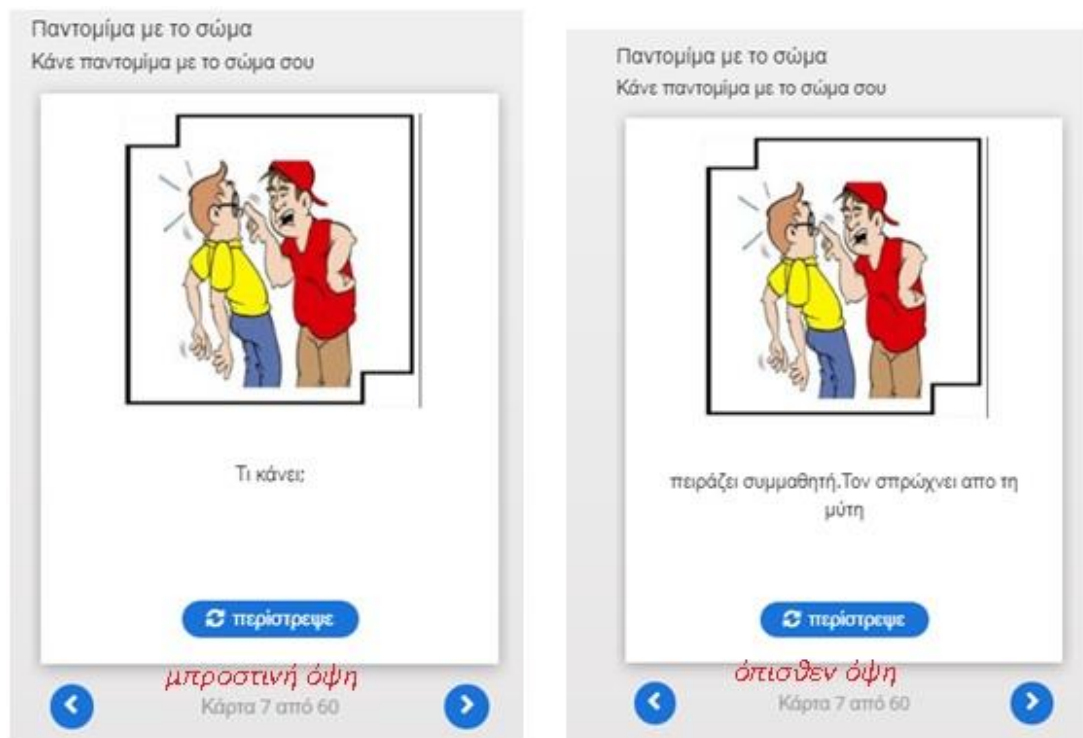 Παντομίμα με το σώμα
Κάνε παντομίμα με το σώμα σου
Τι κάνει;
περίστρεψε
μπροστινή όψη
Κάρτα 7 από 60
Παντομίμα με το σώμα
Κάνε παντομίμα με το σώμα σου
πειράζει συμμαθητή.Τον σπρώχνει απο τη
μύτη
περίστρεψε
όπισθεν όψη
Κάρτα 7 από 60